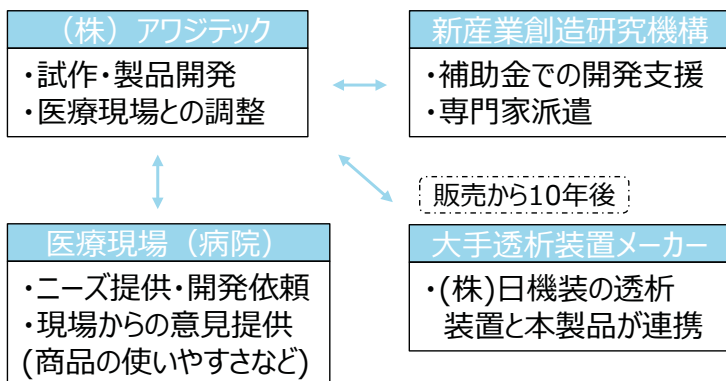 （株）アワジテック
・試作・製品開発
・医療現場との調整
新産業創造研究機構
・補助金での開発支援
・専門家派遣
販売から10年後
医療現場（病院）
・ニーズ提供・開発依頼
・現場からの意見提供
(商品の使いやすさなど)
大手透析装置メーカー
・(株)日機装の透析
装置と本製品が連携